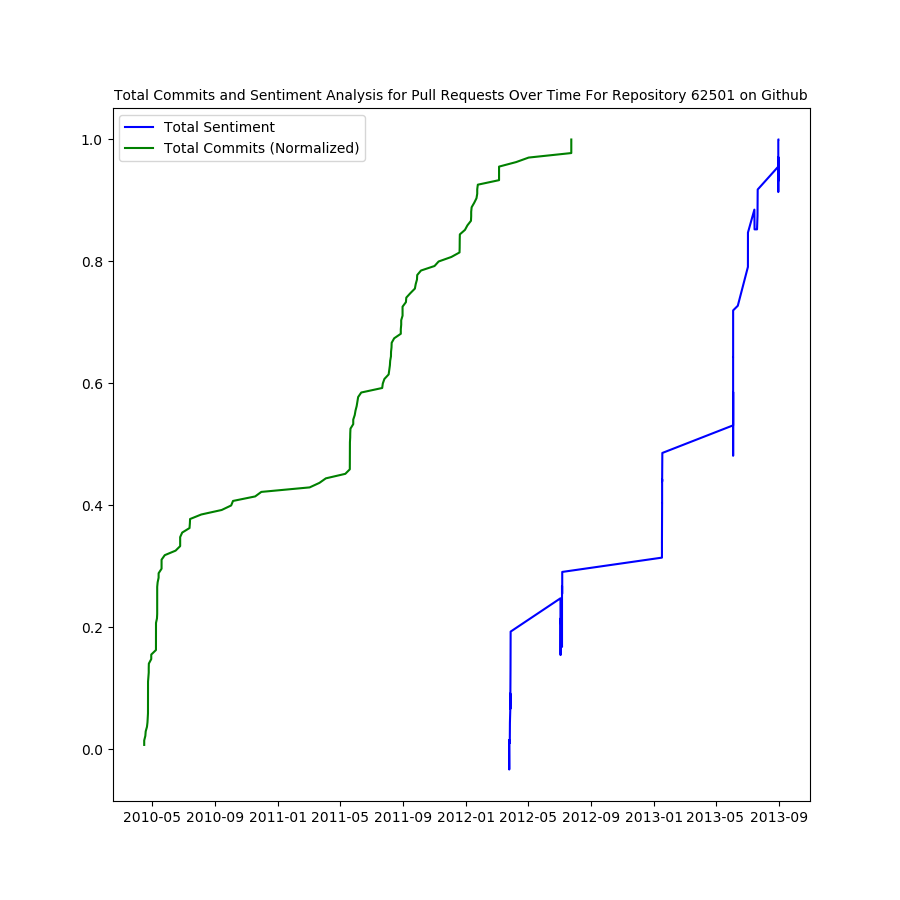 Total Commits and Sentiment Analysis for Pull Requests Over Time For Repository 62501 on Github
Total Sentiment
Total Commits (Normalized)
1.0
0.8
0.6
0.4
0.2
0.0
2010-05 2010-09 2011-01 2011-05 2011-09 2012-01 2012-05 2012-09 2013-01 2013-05 2013-09